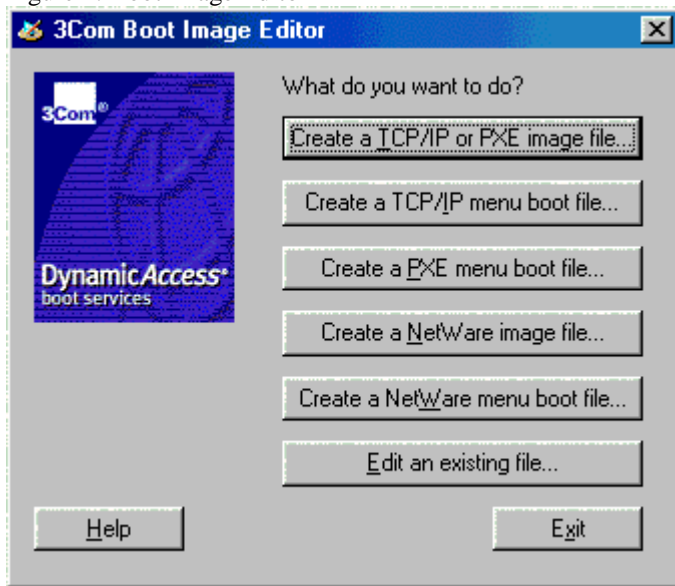 3Com Boot Image Editor
3Com®
DynamicAccess®
boot services
What do you want to do?
Create a TCP/IP or PXE image file...
Create a TCP/IP menu boot file...
Create a PXE menu boot file...
Create a NetWare image file...
Create a NetWare menu boot file...
Edit an existing file...
Help
Exit